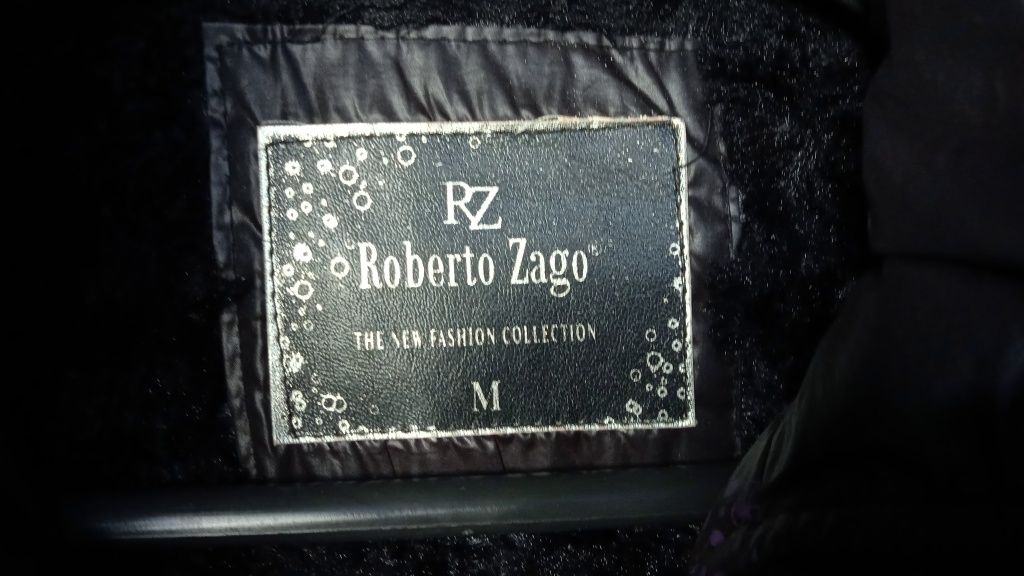 RZ
Roberto Zago®
THE NEW FASHION COLLECTION
M